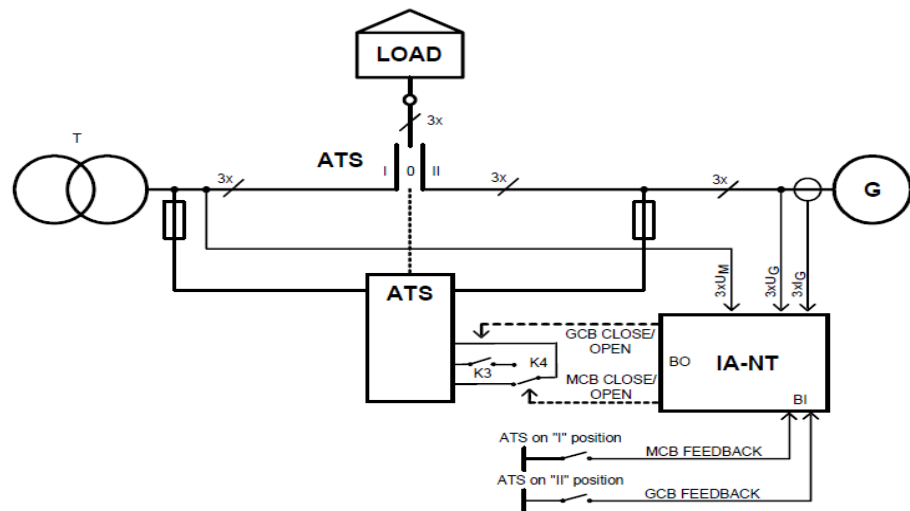 LOAD
3x
T
ATS
I
0
II
3x
3x
3x
G
ATS
3xUM
3xUG
3xIG
GCB CLOSE/
OPEN
K3
K4
MCB CLOSE/
OPEN
BO
IA-NT
BI
ATS on "I" position
MCB FEEDBACK
ATS on "II" position
GCB FEEDBACK